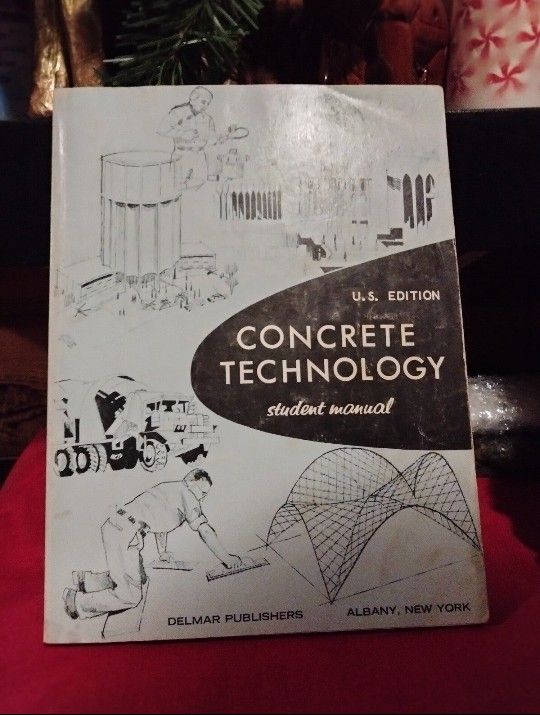 U.S. EDITION
CONCRETE
TECHNOLOGY
student manual
DELMAR PUBLISHERS ALBANY, NEW YORK